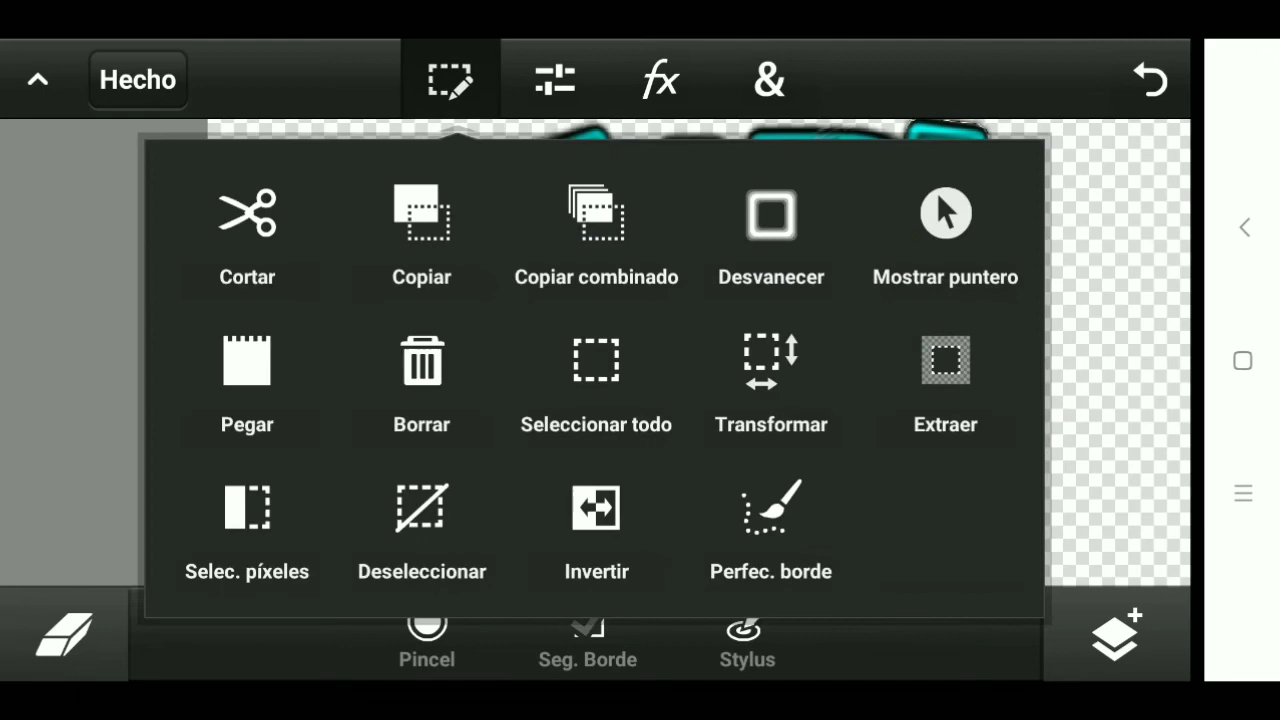 Hecho
fx
&
Cortar
Copiar
Copiar combinado
Desvanecer
Mostrar puntero
Pegar
Borrar
Seleccionar todo
Transformar
Extraer
Selec. píxeles
Deseleccionar
Invertir
Perfec. borde
Pincel
Seg. Borde
Stylus